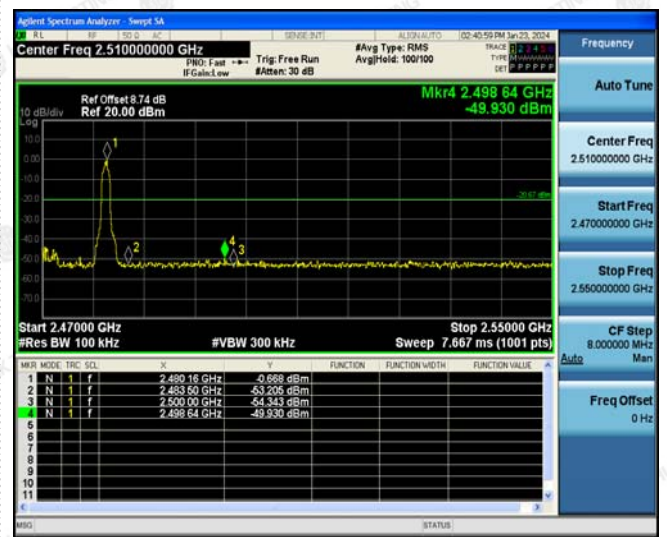 Agilent Spectrum Analyzer - Swept SA
RL RF 50 Ω AC SENSE:INT ALIGN AUTO 02:40:59 PM Jan 23, 2024
Center Freq 2.510000000 GHz
PNO: Fast
IFGain:Low
Trig: Free Run
#Atten: 30 dB
#Avg Type: RMS
Avg|Hold: 100/100
TRACE 1 2 3 4 5 6
TYPE M
DET P P P P P P
Mkr4 2.498 64 GHz
-49.930 dBm
Ref Offset 8.74 dB
10 dB/div Ref 20.00 dBm
Log
10.0
0.00
-10.0
-20.0
-30.0
-40.0
-50.0
-60.0
-70.0
1
2
4
3
-20.67 dBm
Start 2.47000 GHz Stop 2.55000 GHz
#Res BW 100 kHz #VBW 300 kHz Sweep 7.667 ms (1001 pts)
MKR MODE TRC SCL X Y FUNCTION FUNCTION WIDTH FUNCTION VALUE
1 N 1 f 2.480 16 GHz -0.668 dBm
2 N 1 f 2.483 50 GHz -53.205 dBm
3 N 1 f 2.500 00 GHz -54.343 dBm
4 N 1 f 2.498 64 GHz -49.930 dBm
5
6
7
8
9
10
11
MSG STATUS
Frequency
Auto Tune
Center Freq
2.510000000 GHz
Start Freq
2.470000000 GHz
Stop Freq
2.550000000 GHz
CF Step
8.000000 MHz
Auto Man
Freq Offset
0 Hz